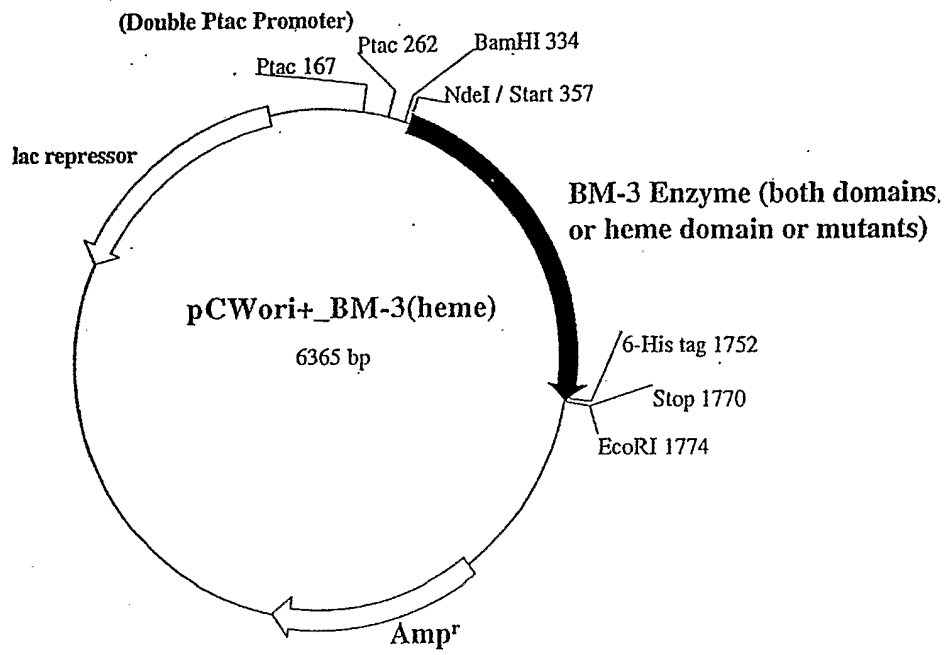 (Double Ptac Promoter)
Ptac 262
BamHI 334
Ptac 167
NdeI / Start 357
lac repressor
BM-3 Enzyme (both domains,
or heme domain or mutants)
pCWori+_BM-3(heme)
6365 bp
6-His tag 1752
Stop 1770
EcoRI 1774
Ampʳ